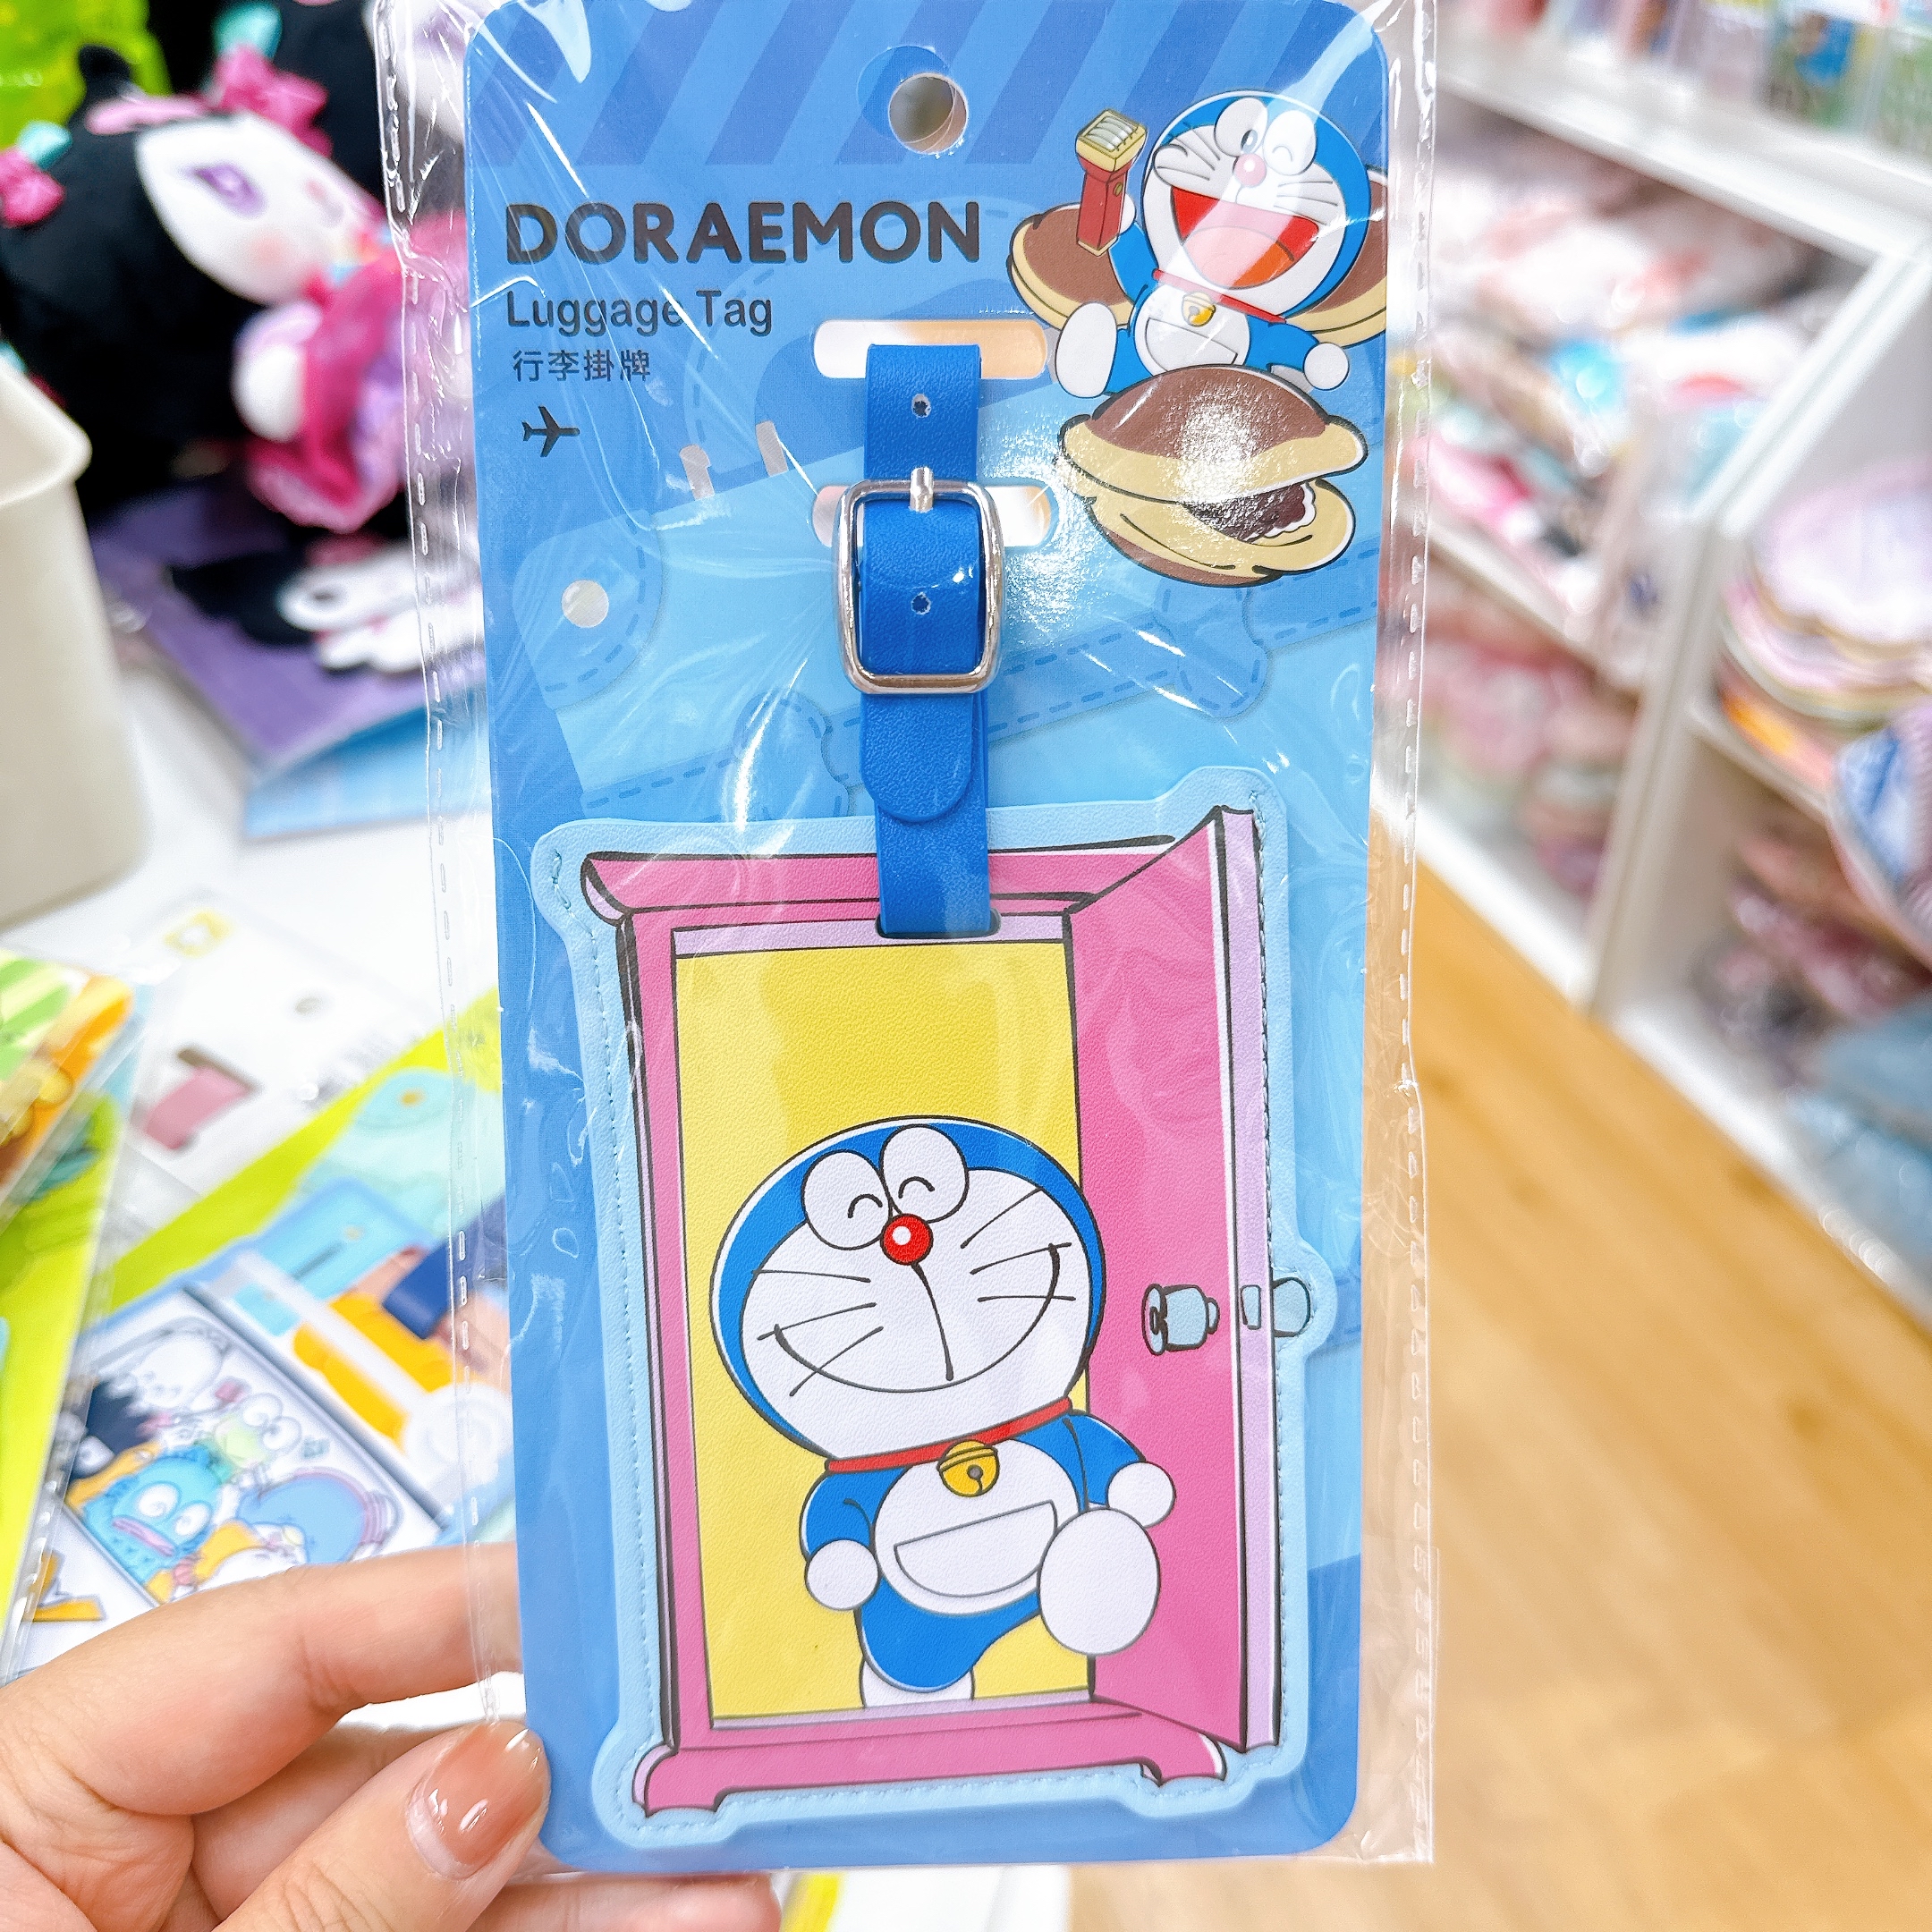 DORAEMON
Luggage Tag
行李掛牌